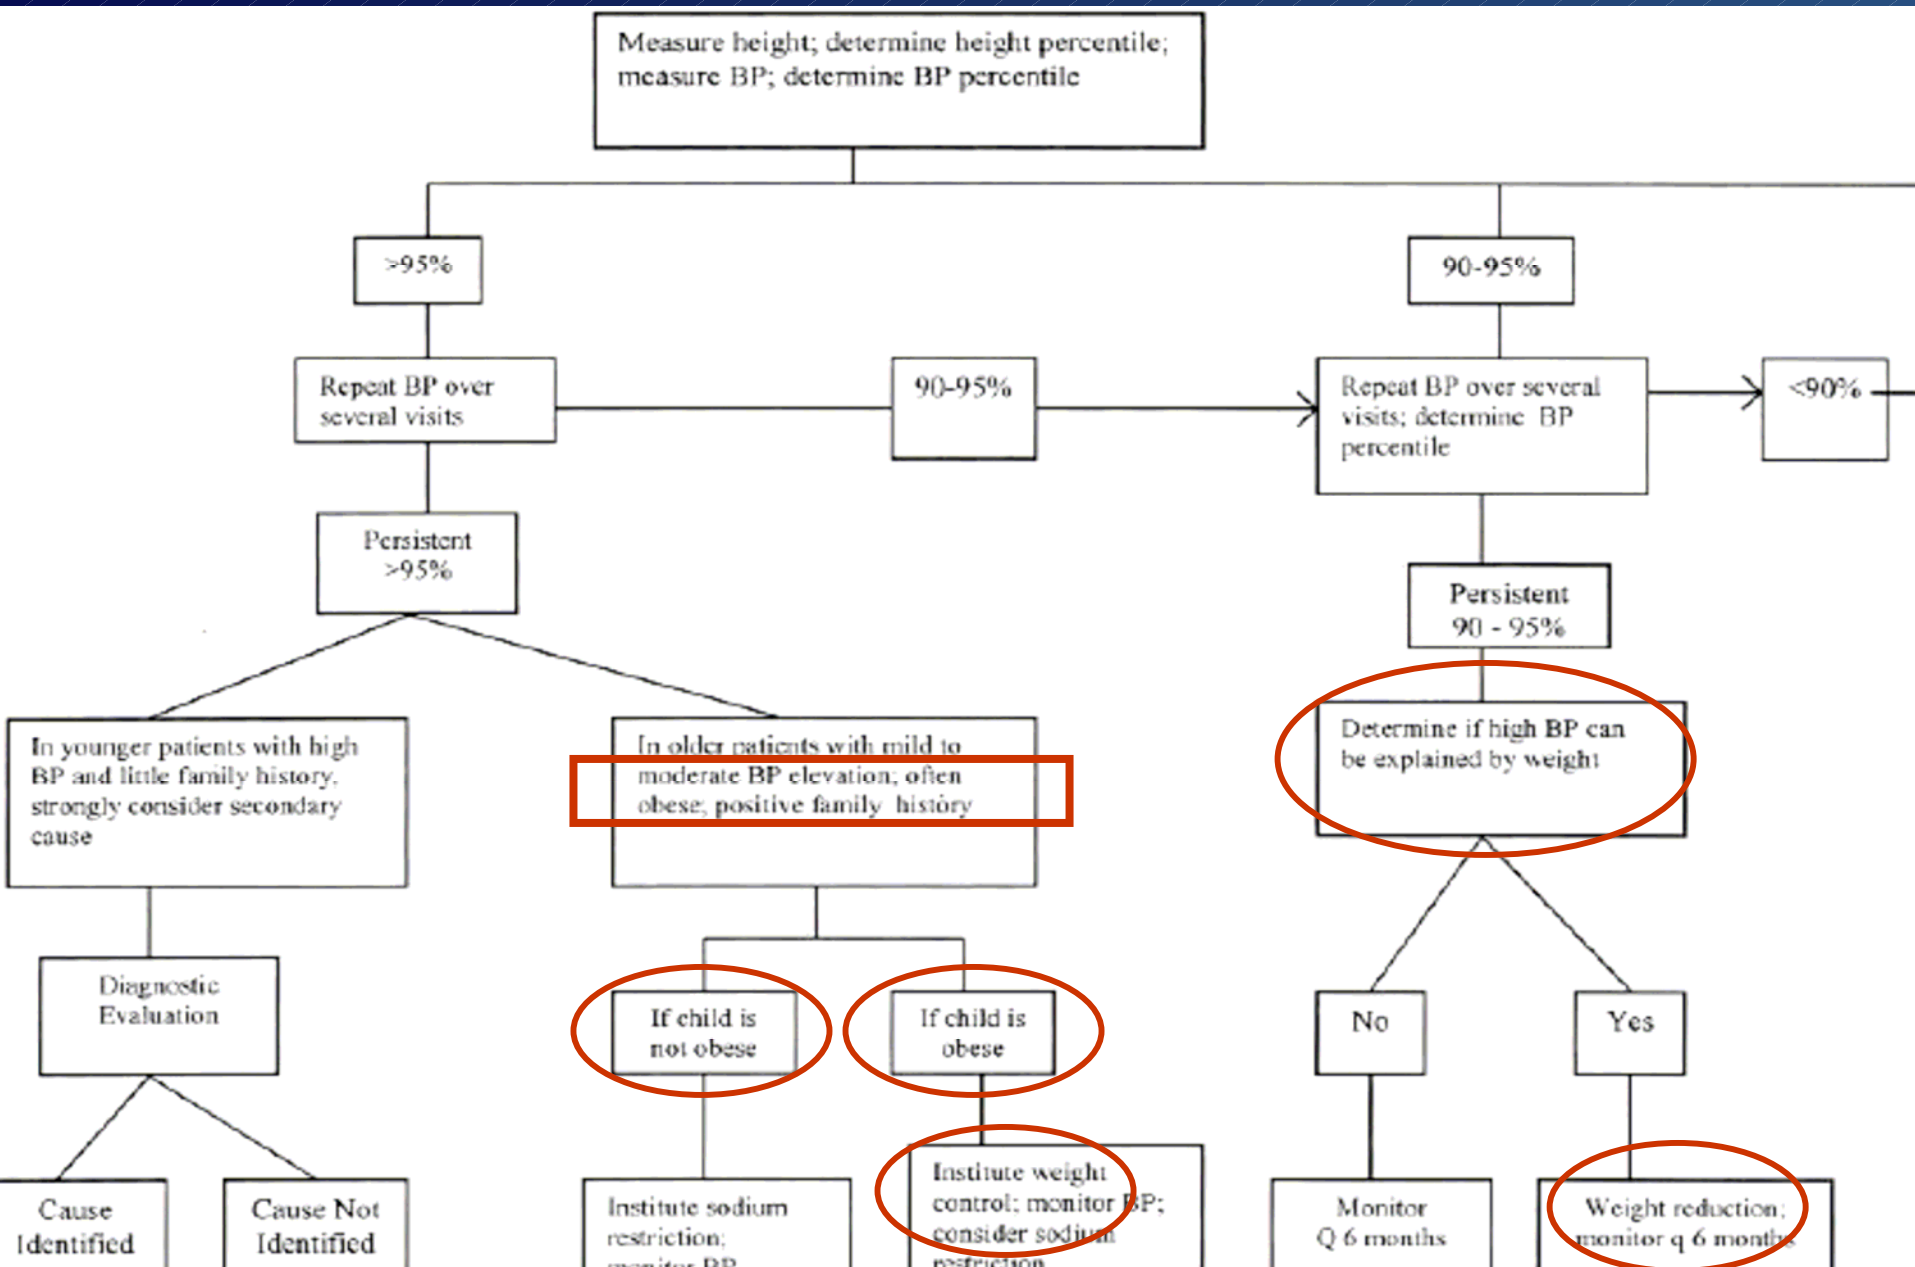 Measure height; determine height percentile;
measure BP; determine BP percentile
>95%
90-95%
Repeat BP over
several visits
90-95%
Repeat BP over several
visits; determine BP
percentile
<90%
Persistent
>95%
Persistent
90 - 95%
In younger patients with high
BP and little family history,
strongly consider secondary
cause
In older patients with mild to
moderate BP elevation; often
obese; positive family history
Determine if high BP can
be explained by weight
Diagnostic
Evaluation
If child is
not obese
If child is
obese
No
Yes
Cause
Identified
Cause Not
Identified
Institute sodium
restriction;
monitor BP
Institute weight
control; monitor BP;
consider sodium
restriction
Monitor
Q 6 months
Weight reduction;
monitor q 6 months